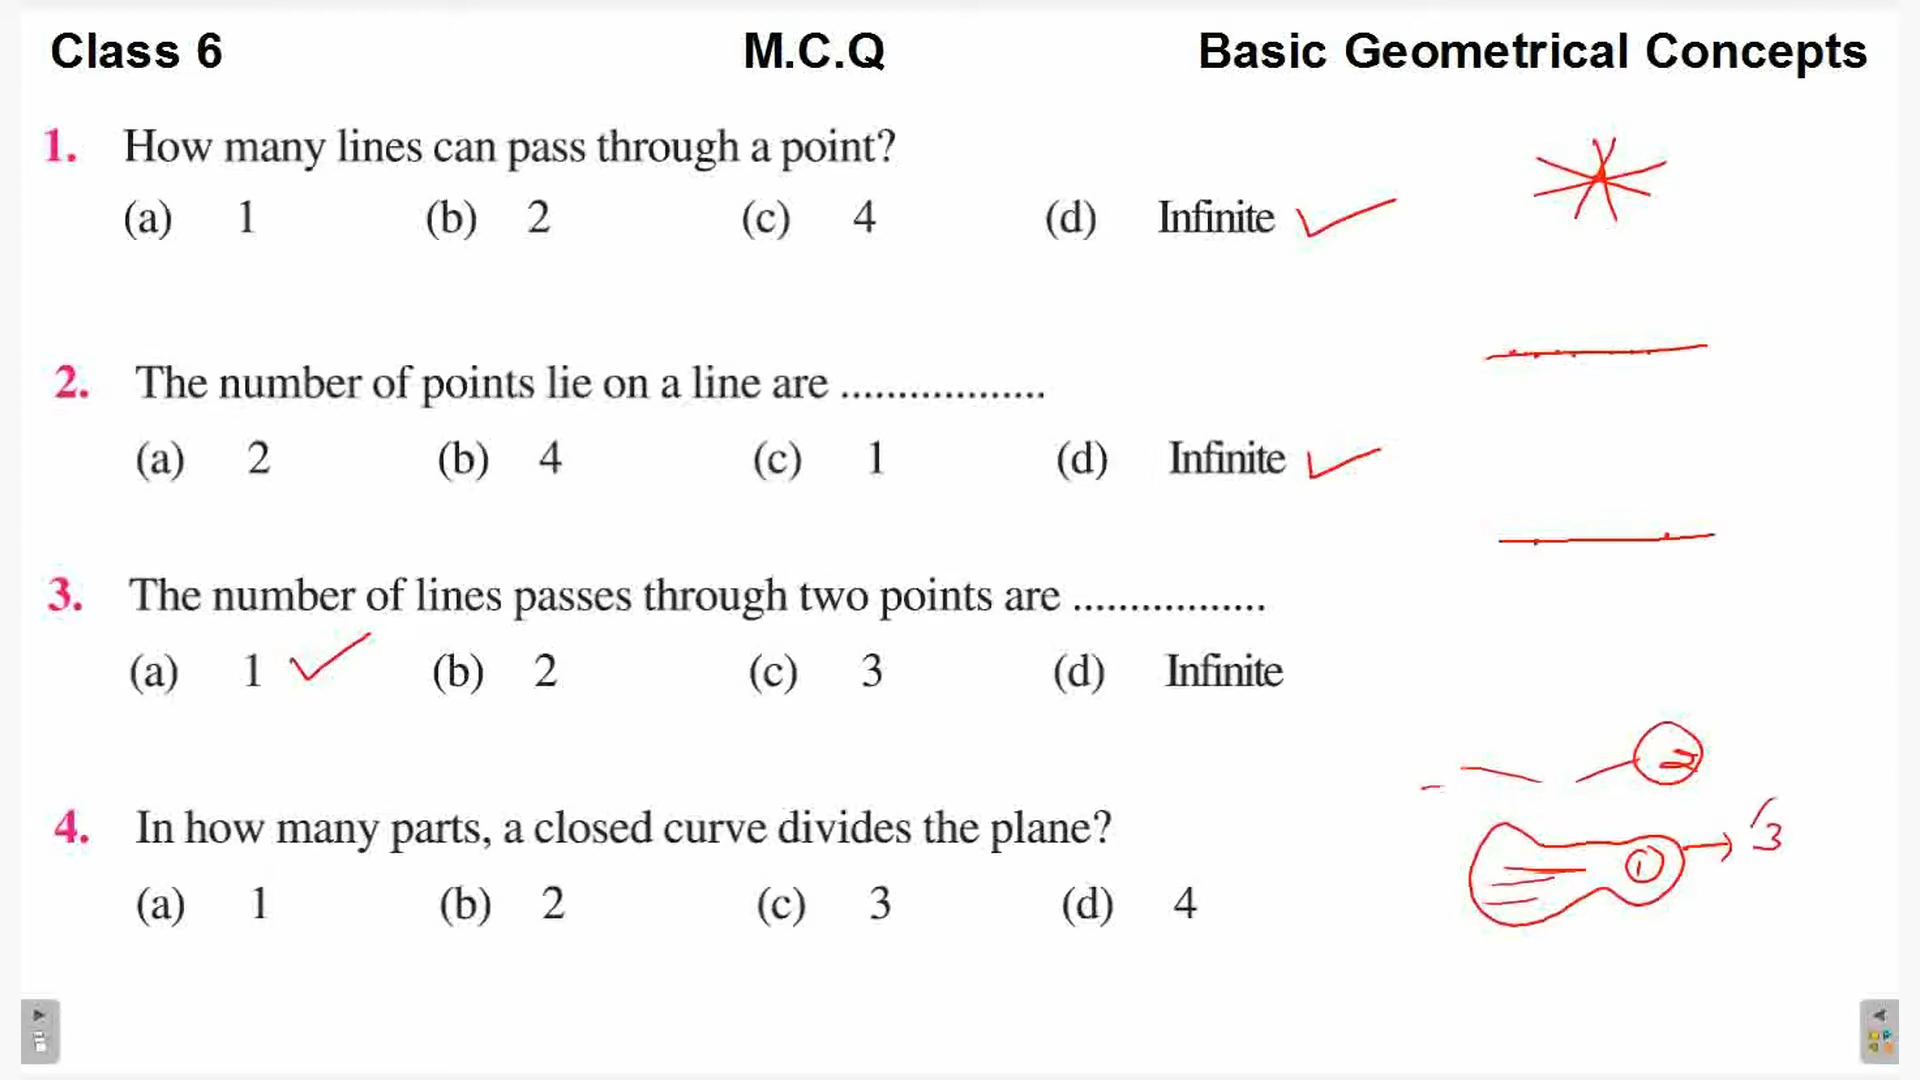 Class 6 M.C.Q Basic Geometrical Concepts
1. How many lines can pass through a point?
(a) 1 (b) 2 (c) 4 (d) Infinite
2. The number of points lie on a line are ..................
(a) 2 (b) 4 (c) 1 (d) Infinite
3. The number of lines passes through two points are .................
(a) 1 (b) 2 (c) 3 (d) Infinite
2
4. In how many parts, a closed curve divides the plane?
1 3
(a) 1 (b) 2 (c) 3 (d) 4